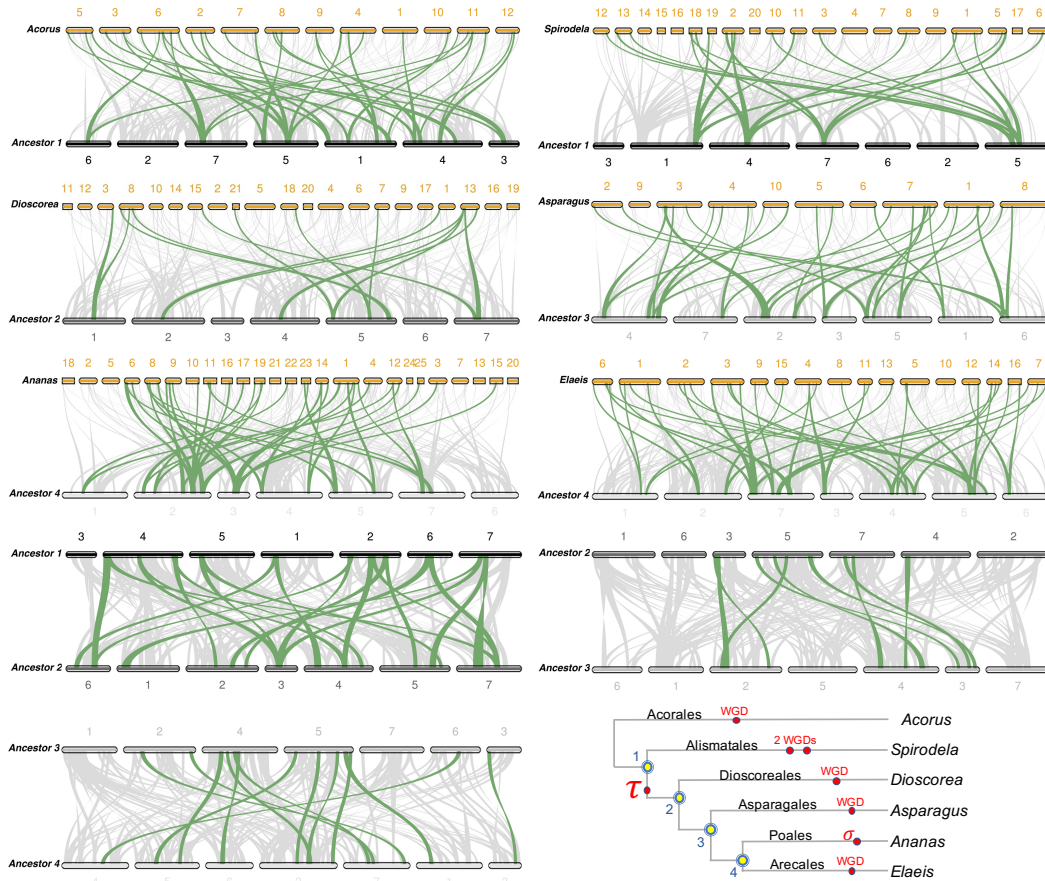 5 3 6 2 7 8 9 4 1 10 11 12
Acorus
Ancestor 1
6 2 7 5 1 4 3
12 13 14 15 16 18 19 2 20 10 11 3 4 7 8 9 1 5 17 6
Spirodela
Ancestor 1
3 1 4 7 6 2 5
11 12 3 8 10 14 15 2 21 5 18 20 4 6 7 9 17 1 13 16 19
Dioscorea
Ancestor 2
1 2 3 4 5 6 7
2 9 3 4 10 5 6 7 1 8
Asparagus
Ancestor 3
4 7 2 3 5 1 6
18 2 5 6 8 9 10 11 16 17 19 21 22 23 14 1 4 12 24 25 3 7 13 15 20
Ananas
Ancestor 4
1 2 3 4 5 7 6
6 1 2 3 9 15 4 8 11 13 5 10 12 14 16 7
Elaeis
Ancestor 4
1 2 7 3 4 5 6
3 4 5 1 2 6 7
Ancestor 1
Ancestor 2
6 1 2 3 4 5 7
1 6 3 5 7 4 2
Ancestor 2
Ancestor 3
6 1 2 5 4 3 7
1 2 4 5 7 6 3
Ancestor 3
Ancestor 4
Acorales WGD Acorus
1 Alismatales 2 WGDs Spirodela
τ Dioscoreales WGD Dioscorea
2 Asparagales WGD Asparagus
3 Poales σ Ananas
4 Arecales WGD Elaeis